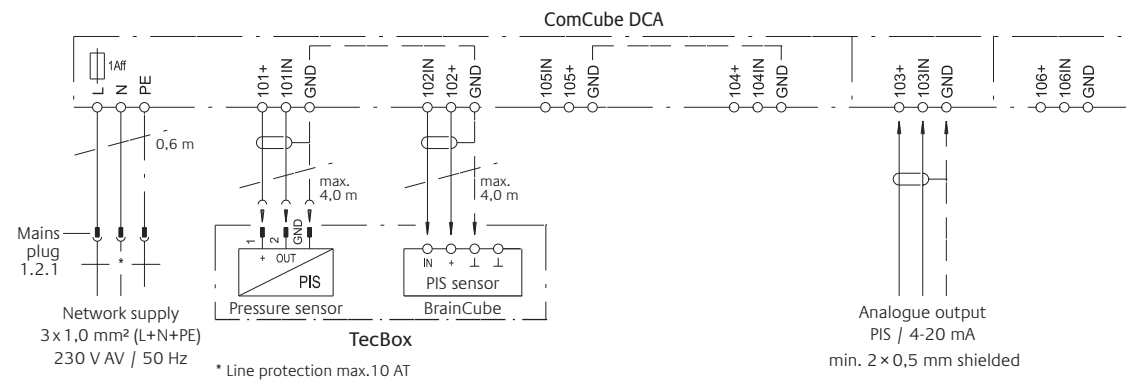 ComCube DCA
1Aff
L
N
PE
101+
101IN
GND
102IN
102+
GND
105IN
105+
GND
104+
104IN
GND
103+
103IN
GND
106+
106IN
GND
0,6 m
max.
4,0 m
max.
4,0 m
Mains
plug
1.2.1
*
1
2
GND
+ OUT
PIS
Pressure sensor
IN + ⊥ ⊥
PIS sensor
BrainCube
TecBox
Network supply
3 x 1,0 mm² (L+N+PE)
230 V AV / 50 Hz
* Line protection max.10 AT
Analogue output
PIS / 4-20 mA
min. 2 × 0,5 mm shielded